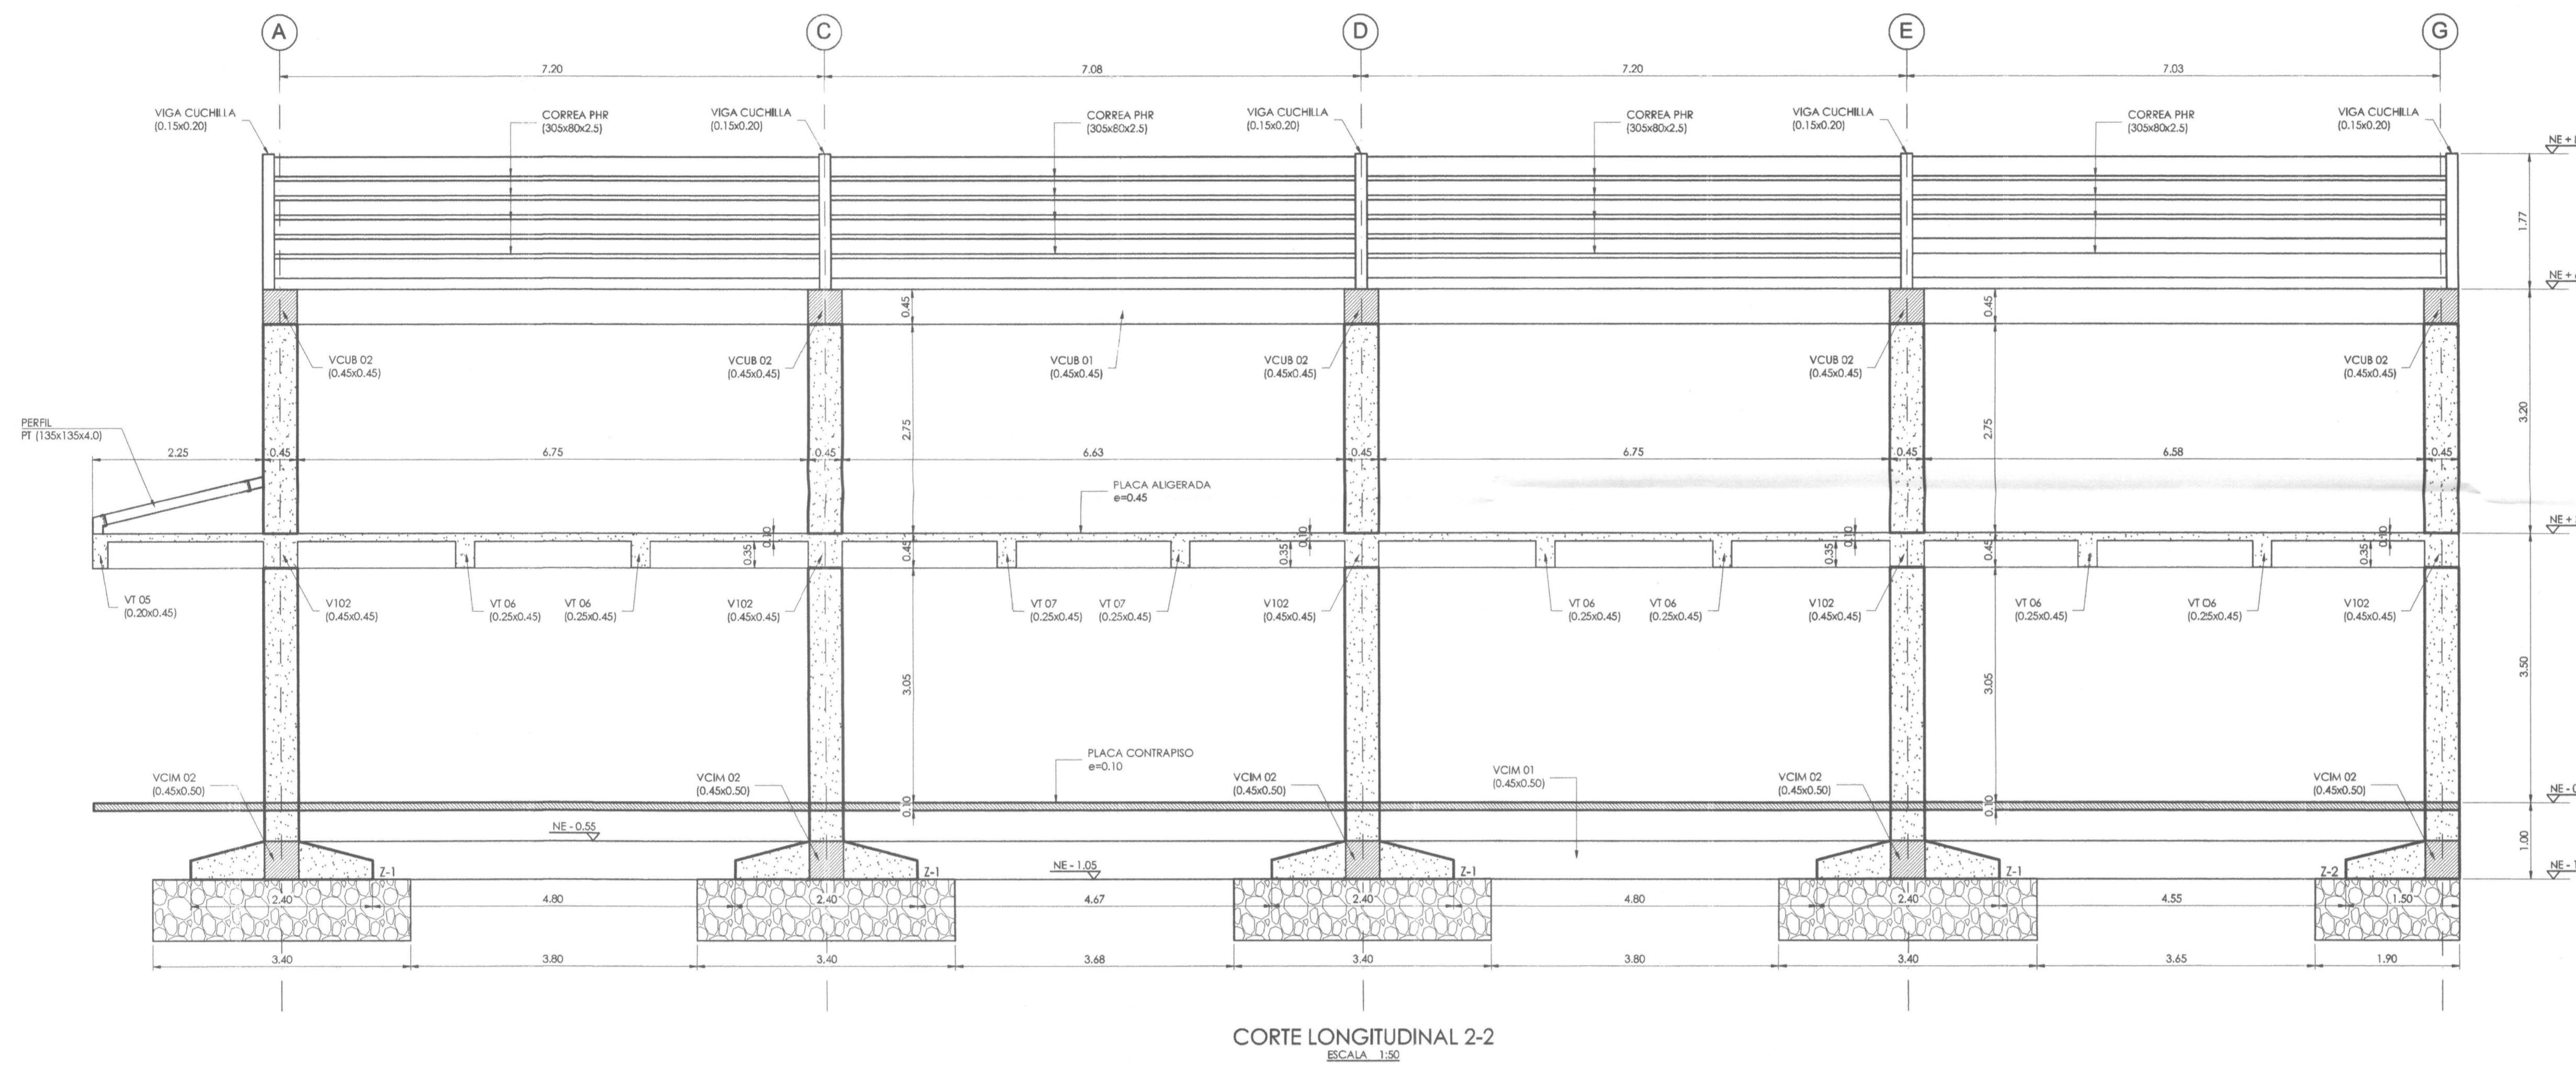 A C D E G
7.20 7.08 7.20 7.03
VIGA CUCHILLA
(0.15x0.20)
CORREA PHR
(305x80x2.5)
VIGA CUCHILLA
(0.15x0.20)
CORREA PHR
(305x80x2.5)
VIGA CUCHILLA
(0.15x0.20)
CORREA PHR
(305x80x2.5)
VIGA CUCHILLA
(0.15x0.20)
CORREA PHR
(305x80x2.5)
VIGA CUCHILLA
(0.15x0.20)
NE +
1.77
NE +
0.45 0.45
VCUB 02
(0.45x0.45)
VCUB 02
(0.45x0.45)
VCUB 01
(0.45x0.45)
VCUB 02
(0.45x0.45)
VCUB 02
(0.45x0.45)
VCUB 02
(0.45x0.45)
3.20
2.75 2.75
PERFIL
PT (135x135x4.0)
2.25 0.45 6.75 0.45 6.63 0.45 6.75 0.45 6.58 0.45
PLACA ALIGERADA
e=0.45
NE +
0.10 0.10 0.10 0.10
0.35 0.45 0.35 0.35 0.45 0.35
VT 05
(0.20x0.45)
V102
(0.45x0.45)
VT 06
(0.25x0.45)
VT 06
(0.25x0.45)
V102
(0.45x0.45)
VT 07
(0.25x0.45)
VT 07
(0.25x0.45)
V102
(0.45x0.45)
VT 06
(0.25x0.45)
VT 06
(0.25x0.45)
V102
(0.45x0.45)
VT 06
(0.25x0.45)
VT O6
(0.25x0.45)
V102
(0.45x0.45)
3.05 3.05 3.50
PLACA CONTRAPISO
e=0.10
VCIM 02
(0.45x0.50)
VCIM 02
(0.45x0.50)
VCIM 02
(0.45x0.50)
VCIM 01
(0.45x0.50)
VCIM 02
(0.45x0.50)
VCIM 02
(0.45x0.50)
NE - 0
0.10 0.10
NE - 0.55
1.00
NE - 1.05
NE - 1
Z-1 Z-1 Z-1 Z-1 Z-2
2.40 4.80 2.40 4.67 2.40 4.80 2.40 4.55 1.50
3.40 3.80 3.40 3.68 3.40 3.80 3.40 3.65 1.90
CORTE LONGITUDINAL 2-2
ESCALA 1:50